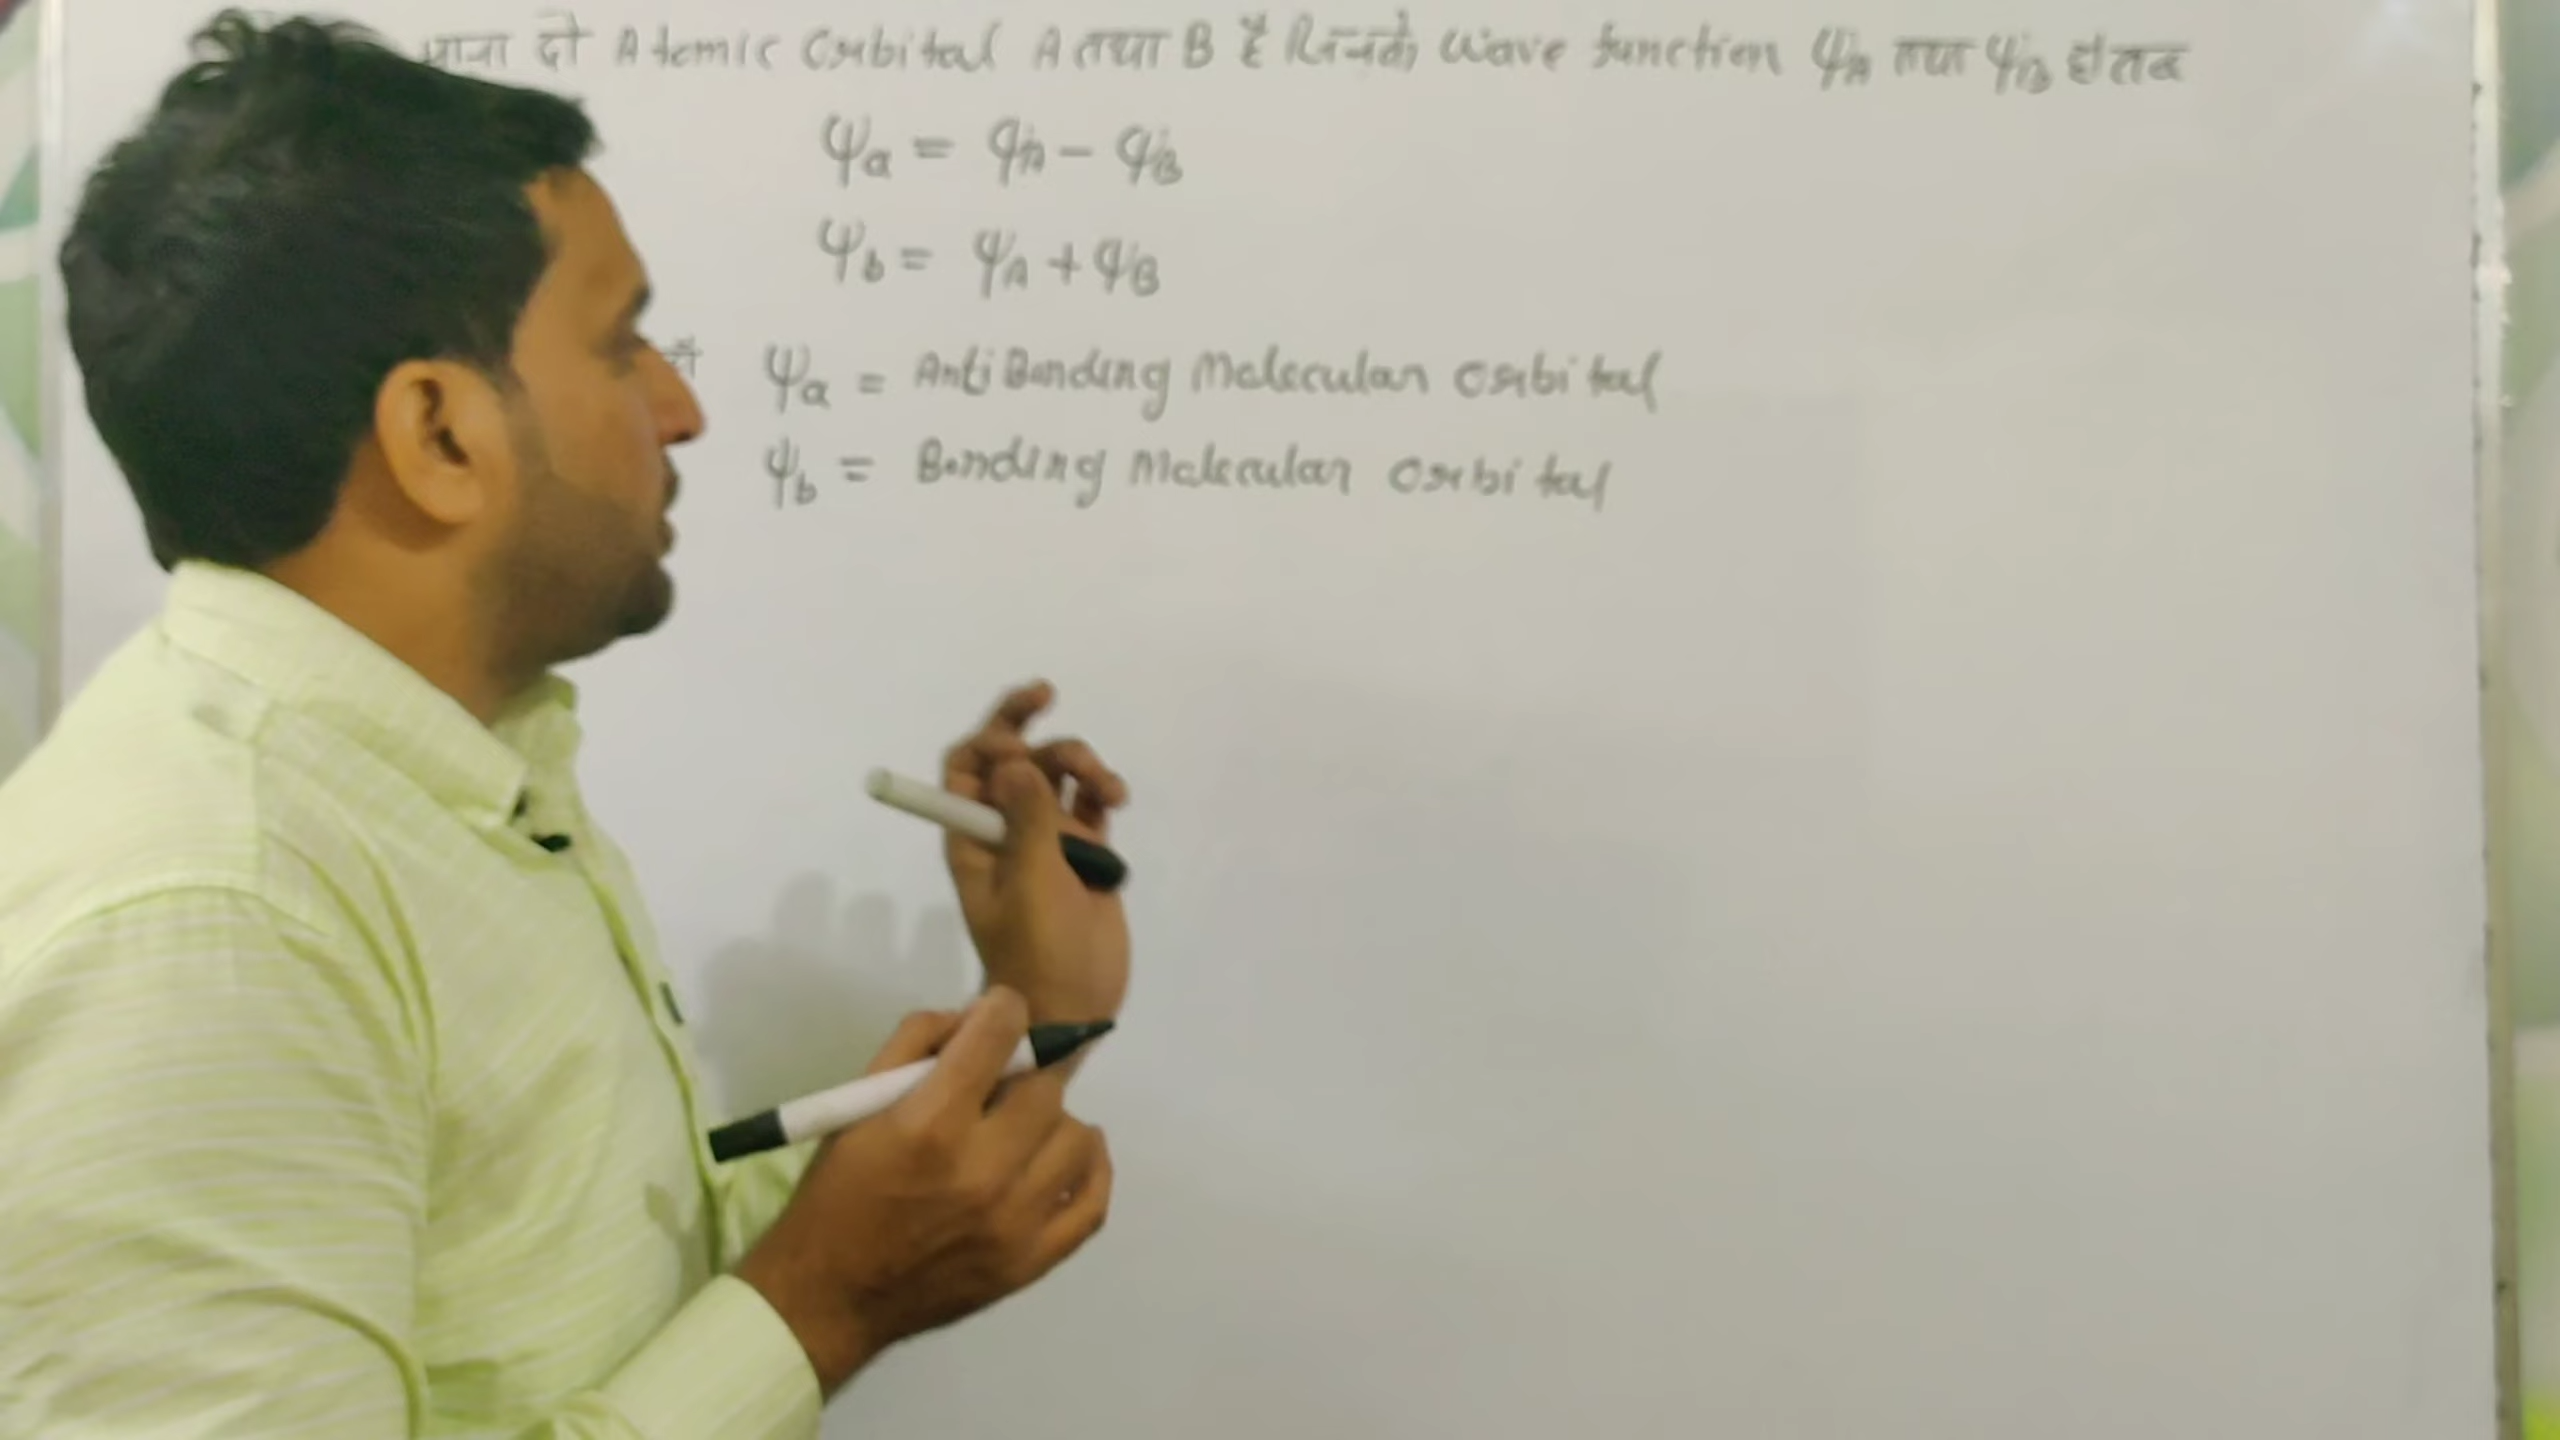 माना दो Atomic Orbital A तथा B है जिनके wave function ψA तथा ψB हो तब
ψa = ψA - ψB
ψb = ψA + ψB
ψa = Anti Bonding Molecular orbital
ψb = Bonding Molecular orbital